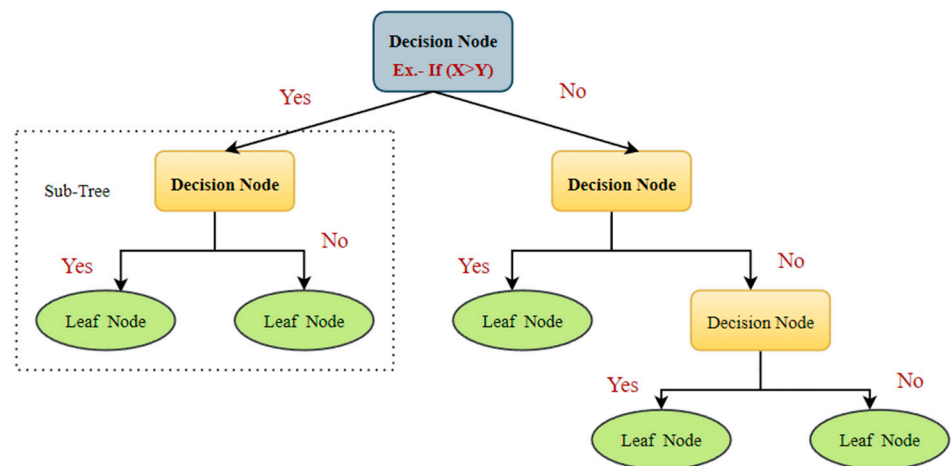 Decision Node
Ex.- If (X>Y)
Yes
No
Sub-Tree
Decision Node
Decision Node
Yes
No
Yes
No
Leaf Node
Leaf Node
Leaf Node
Decision Node
Yes
No
Leaf Node
Leaf Node